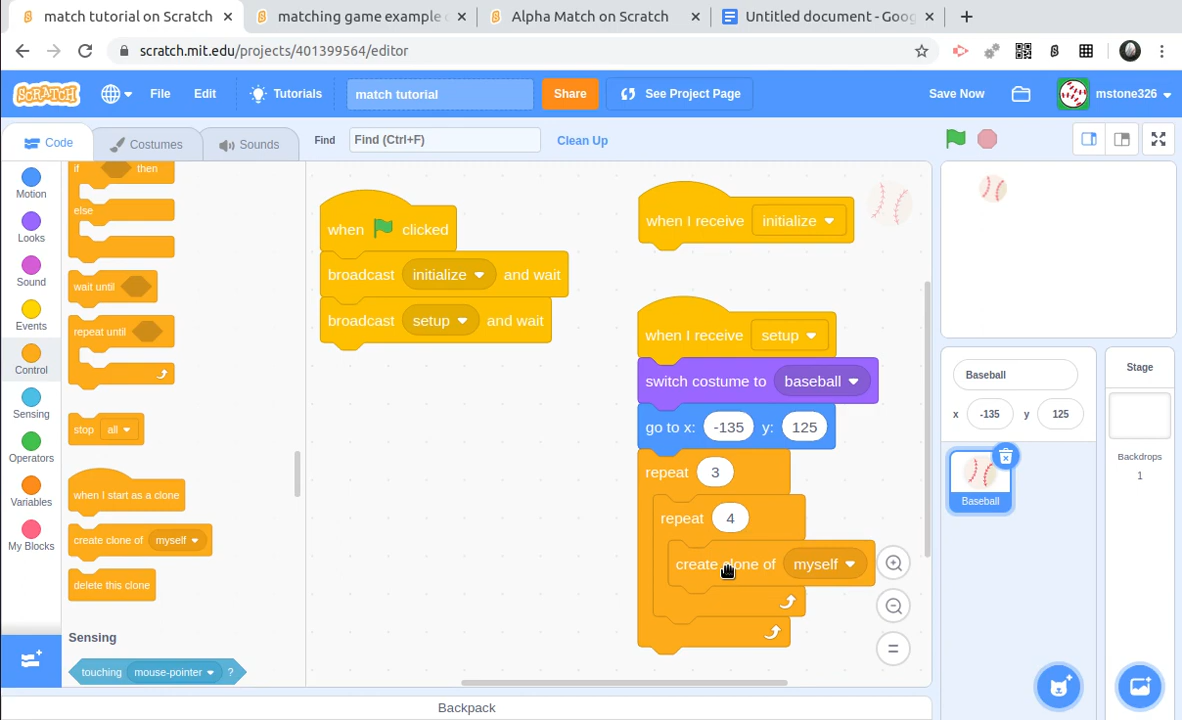 match tutorial on Scratch
matching game example
Alpha Match on Scratch
Untitled document - Goog
scratch.mit.edu/projects/401399564/editor
SCRATCH
File
Edit
Tutorials
match tutorial
Share
See Project Page
Save Now
mstone326
Code
Costumes
Sounds
Find
Find (Ctrl+F)
Clean Up
Motion
Looks
Sound
Events
Control
Sensing
Operators
Variables
My Blocks
if then
else
wait until
repeat until
stop all
when I start as a clone
create clone of myself
delete this clone
Sensing
touching mouse-pointer ?
when clicked
broadcast initialize and wait
broadcast setup and wait
when I receive initialize
when I receive setup
switch costume to baseball
go to x: -135 y: 125
repeat 3
repeat 4
create clone of myself
Baseball
x -135 y 125
Baseball
Stage
Backdrops
1
Backpack